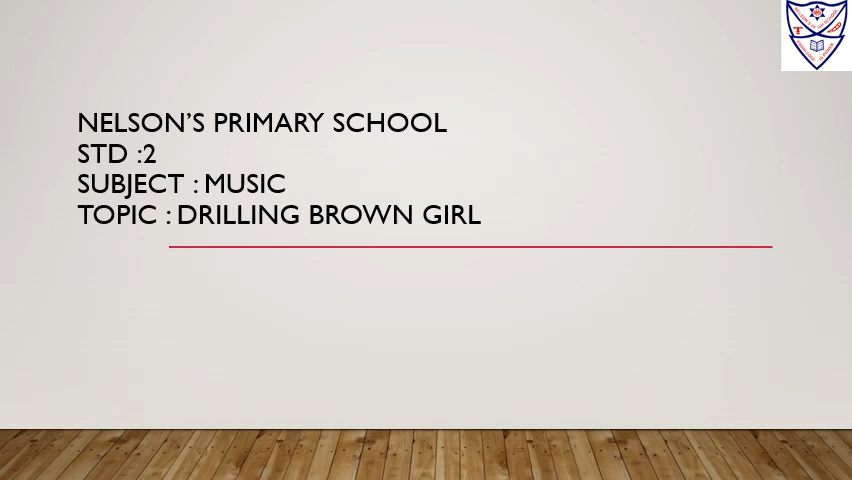 NELSON’S PRIMARY SCHOOL
STD :2
SUBJECT : MUSIC
TOPIC : DRILLING BROWN GIRL